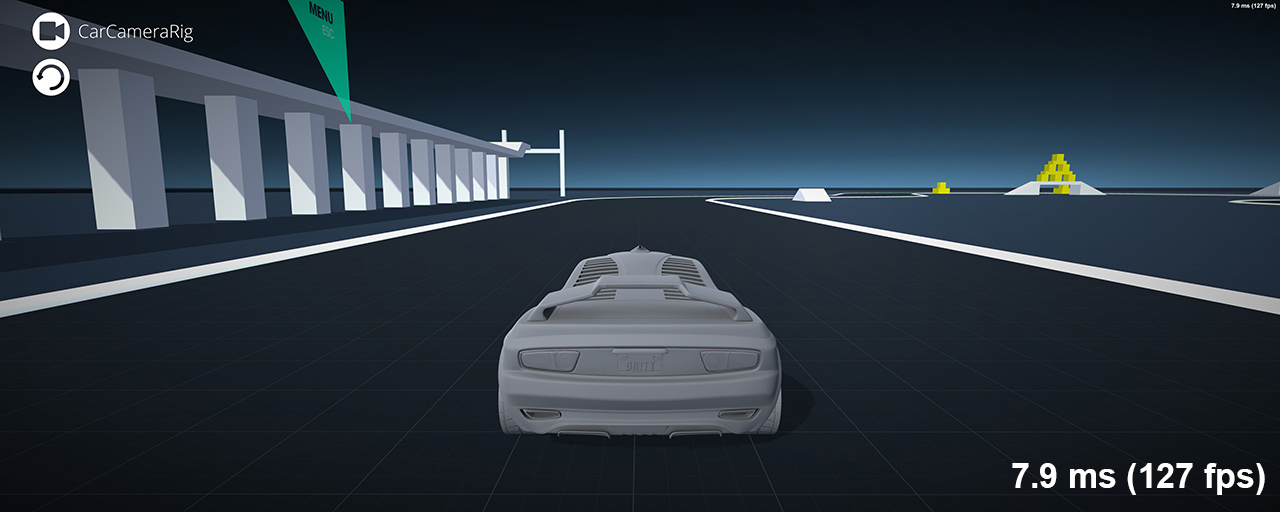 MENU
ESC
7.9 ms (127 fps)
CarCameraRig
UNITY
7.9 ms (127 fps)